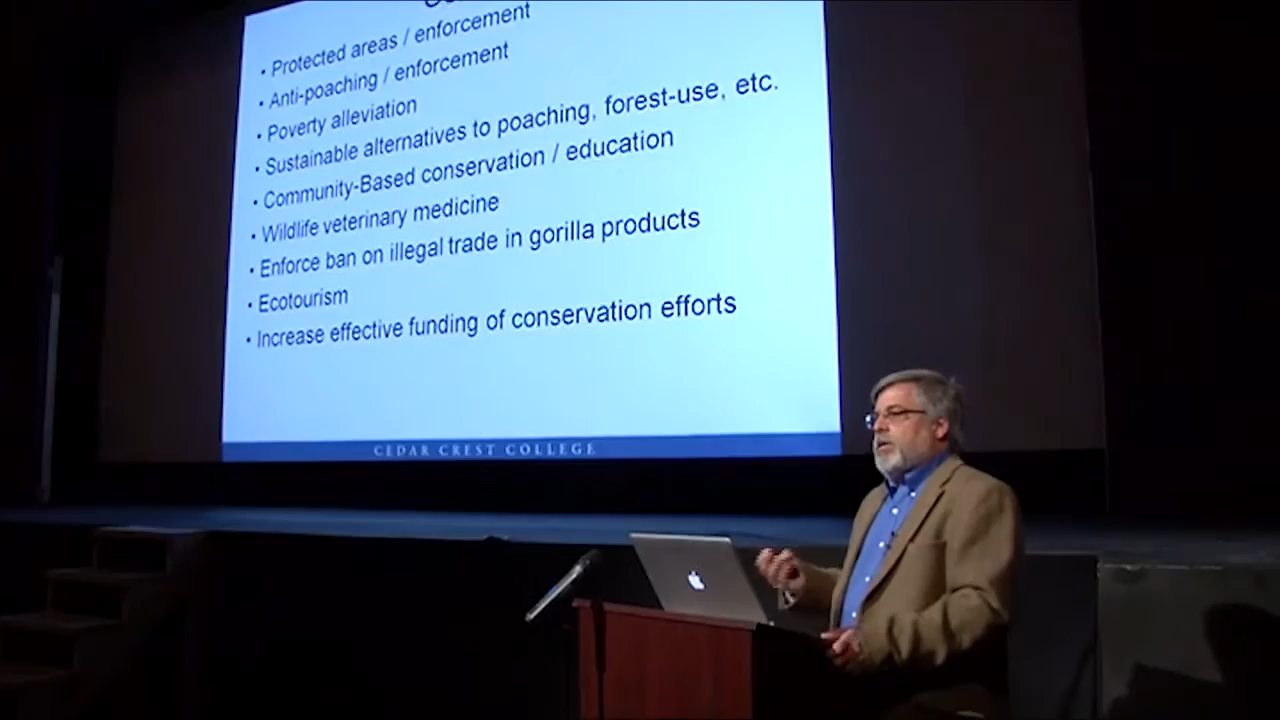 • Protected areas / enforcement
• Anti-poaching / enforcement
• Poverty alleviation
• Sustainable alternatives to poaching, forest-use, etc.
• Community-Based conservation / education
• Wildlife veterinary medicine
• Enforce ban on illegal trade in gorilla products
• Ecotourism
• Increase effective funding of conservation efforts
CEDAR CREST COLLEGE